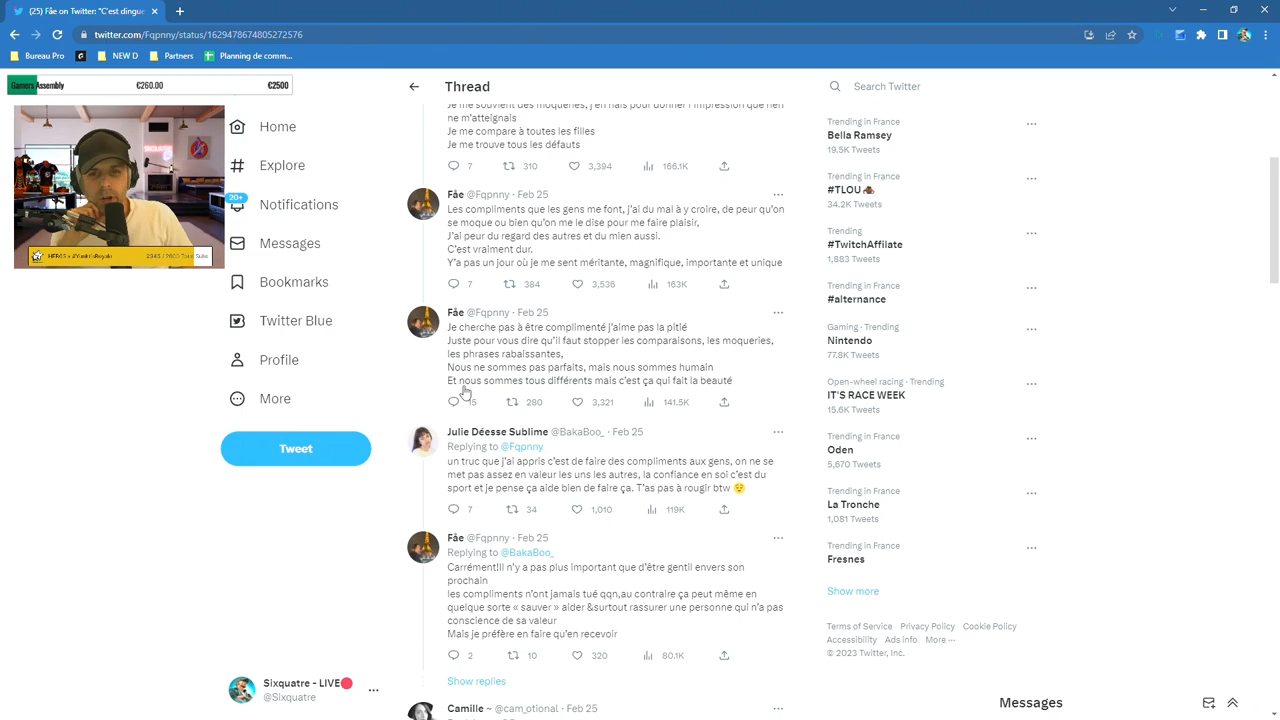 (25) Fae on Twitter: "C'est dingue
twitter.com/Fqpnny/status/1629478674805272576
Bureau Pro
G
NEW D
Partners
Planning de comm...
Gamers Assembly
€260.00
€2500
Home
Explore
20+
Notifications
Messages
Bookmarks
Twitter Blue
Profile
More
Tweet
Sixquatre - LIVE🔴
@Sixquatre
Thread
Je me souvient des moqueries, j'en riais pour donner l'impression que rien
ne m'atteignais
Je me compare à toutes les filles
Je me trouve tous les défauts
7 310 3,394 166.1K
Fåe @Fqpnny · Feb 25
Les compliments que les gens me font, j'ai du mal à y croire, de peur qu'on
se moque ou bien qu'on me le dise pour me faire plaisir,
J'ai peur du regard des autres et du mien aussi.
C'est vraiment dur.
Y'a pas un jour où je me sent méritante, magnifique, importante et unique
7 384 3,536 163K
Fåe @Fqpnny · Feb 25
Je cherche pas à être complimenté j'aime pas la pitié
Juste pour vous dire qu'il faut stopper les comparaisons, les moqueries,
les phrases rabaissantes,
Nous ne sommes pas parfaits, mais nous sommes humain
Et nous sommes tous différents mais c'est ça qui fait la beauté
15 280 3,321 141.5K
Julie Déesse Sublime @BakaBoo_ · Feb 25
Replying to @Fqpnny
un truc que j'ai appris c'est de faire des compliments aux gens, on ne se
met pas assez en valeur les uns les autres, la confiance en soi c'est du
sport et je pense ça aide bien de faire ça. T'as pas à rougir btw 😌
7 34 1,010 119K
Fåe @Fqpnny · Feb 25
Replying to @BakaBoo_
Carrément!Il n'y a pas plus important que d'être gentil envers son
prochain
les compliments n'ont jamais tué qqn,au contraire ça peut même en
quelque sorte « sauver » aider &surtout rassurer une personne qui n'a pas
conscience de sa valeur
Mais je préfère en faire qu'en recevoir
2 10 320 80.1K
Show replies
Camille ~ @cam_otional · Feb 25
Search Twitter
Trending in France
Bella Ramsey
19.5K Tweets
Trending in France
#TLOU
34.2K Tweets
Trending
#TwitchAffilate
1,883 Tweets
Trending in France
#alternance
Gaming · Trending
Nintendo
77.8K Tweets
Open-wheel racing · Trending
IT'S RACE WEEK
15.6K Tweets
Trending in France
Oden
5,670 Tweets
Trending in France
La Tronche
1,081 Tweets
Trending in France
Fresnes
Show more
Terms of Service Privacy Policy Cookie Policy
Accessibility Ads info More ···
© 2023 Twitter, Inc.
Messages